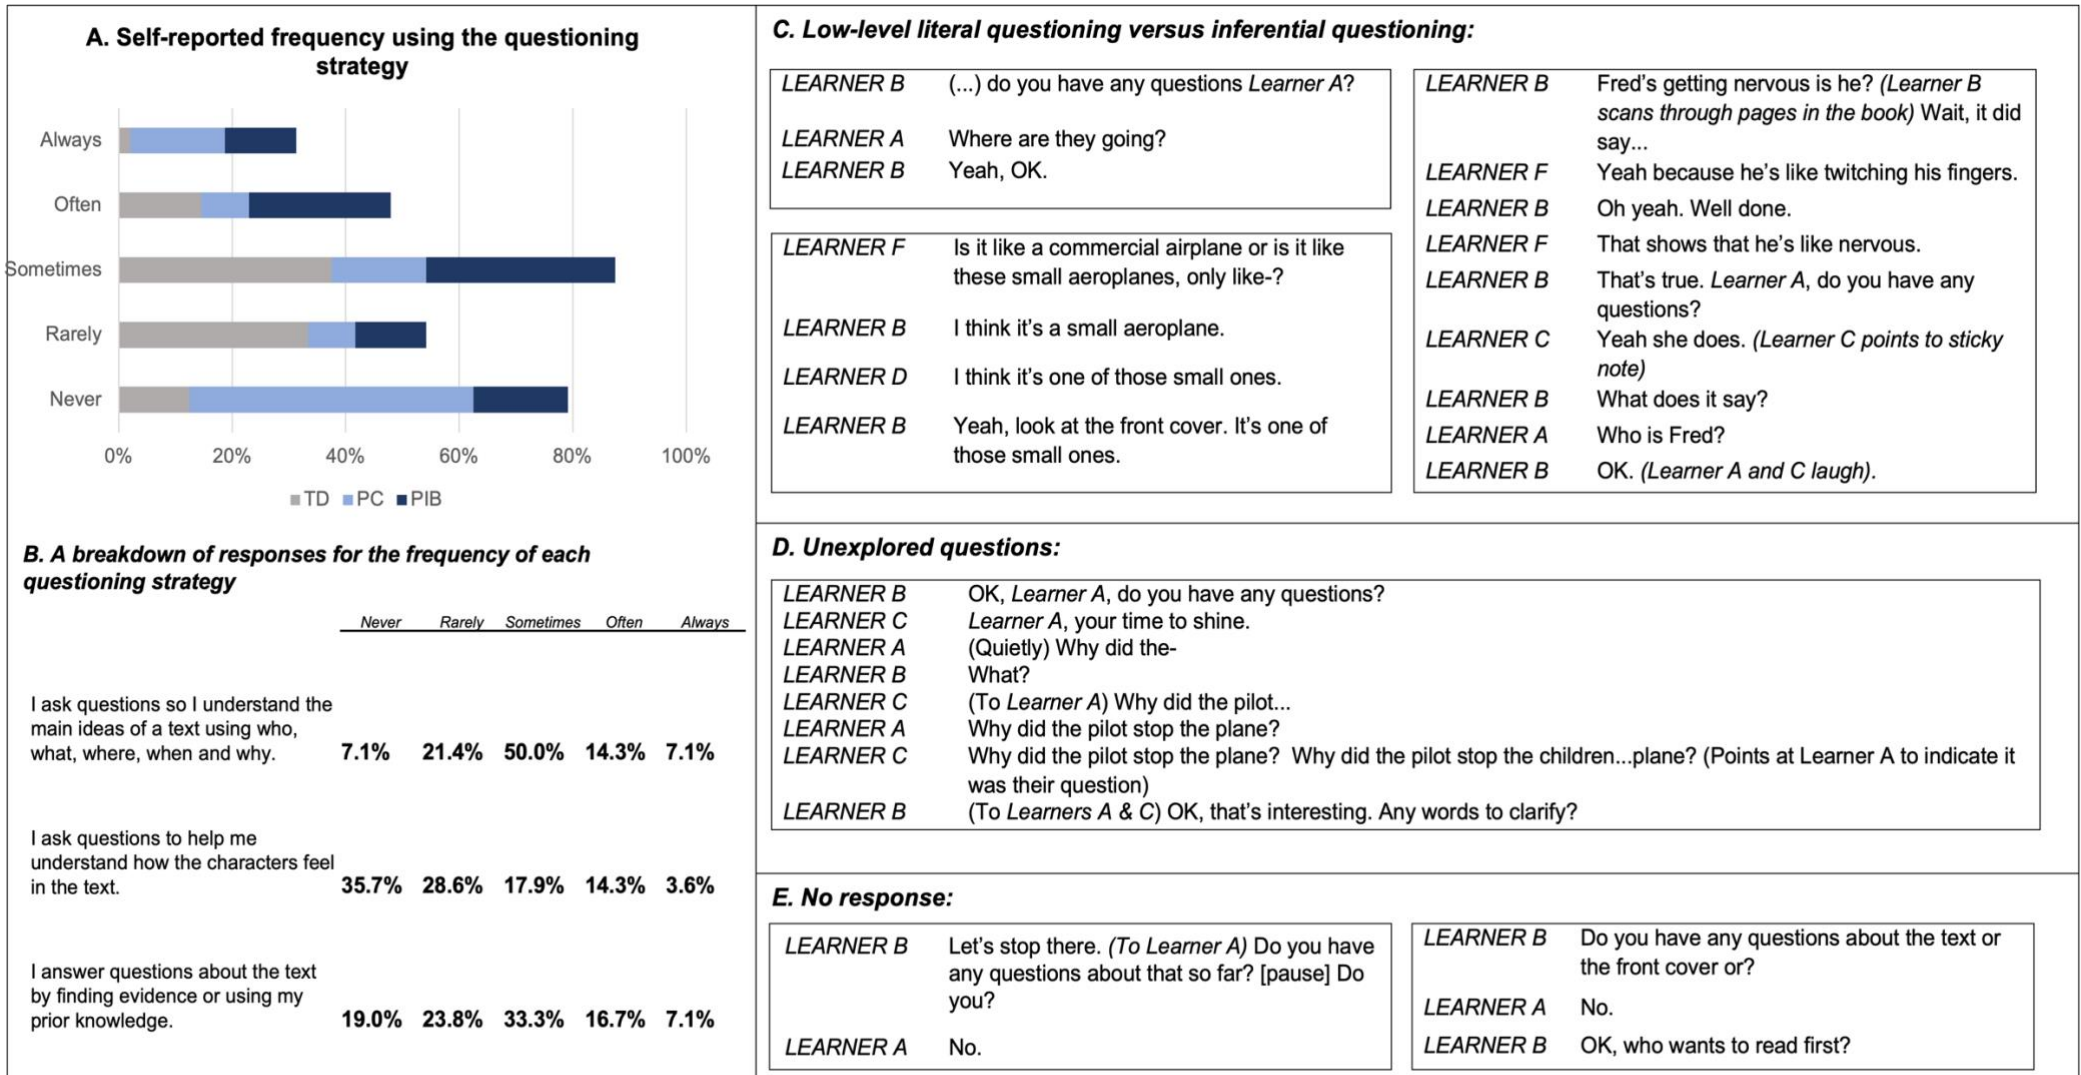 A. Self-reported frequency using the questioning
strategy
Always
Often
Sometimes
Rarely
Never
0% 20% 40% 60% 80% 100%
TD PC PIB
B. A breakdown of responses for the frequency of each
questioning strategy
Never Rarely Sometimes Often Always
I ask questions so I understand the
main ideas of a text using who,
what, where, when and why. 7.1% 21.4% 50.0% 14.3% 7.1%
I ask questions to help me
understand how the characters feel
in the text. 35.7% 28.6% 17.9% 14.3% 3.6%
I answer questions about the text
by finding evidence or using my
prior knowledge. 19.0% 23.8% 33.3% 16.7% 7.1%
C. Low-level literal questioning versus inferential questioning:
LEARNER B (...) do you have any questions Learner A?
LEARNER A Where are they going?
LEARNER B Yeah, OK.
LEARNER F Is it like a commercial airplane or is it like
these small aeroplanes, only like-?
LEARNER B I think it's a small aeroplane.
LEARNER D I think it's one of those small ones.
LEARNER B Yeah, look at the front cover. It's one of
those small ones.
LEARNER B Fred's getting nervous is he? (Learner B
scans through pages in the book) Wait, it did
say...
LEARNER F Yeah because he's like twitching his fingers.
LEARNER B Oh yeah. Well done.
LEARNER F That shows that he's like nervous.
LEARNER B That's true. Learner A, do you have any
questions?
LEARNER C Yeah she does. (Learner C points to sticky
note)
LEARNER B What does it say?
LEARNER A Who is Fred?
LEARNER B OK. (Learner A and C laugh).
D. Unexplored questions:
LEARNER B OK, Learner A, do you have any questions?
LEARNER C Learner A, your time to shine.
LEARNER A (Quietly) Why did the-
LEARNER B What?
LEARNER C (To Learner A) Why did the pilot...
LEARNER A Why did the pilot stop the plane?
LEARNER C Why did the pilot stop the plane? Why did the pilot stop the children...plane? (Points at Learner A to indicate it
was their question)
LEARNER B (To Learners A & C) OK, that's interesting. Any words to clarify?
E. No response:
LEARNER B Let's stop there. (To Learner A) Do you have
any questions about that so far? [pause] Do
you?
LEARNER A No.
LEARNER B Do you have any questions about the text or
the front cover or?
LEARNER A No.
LEARNER B OK, who wants to read first?